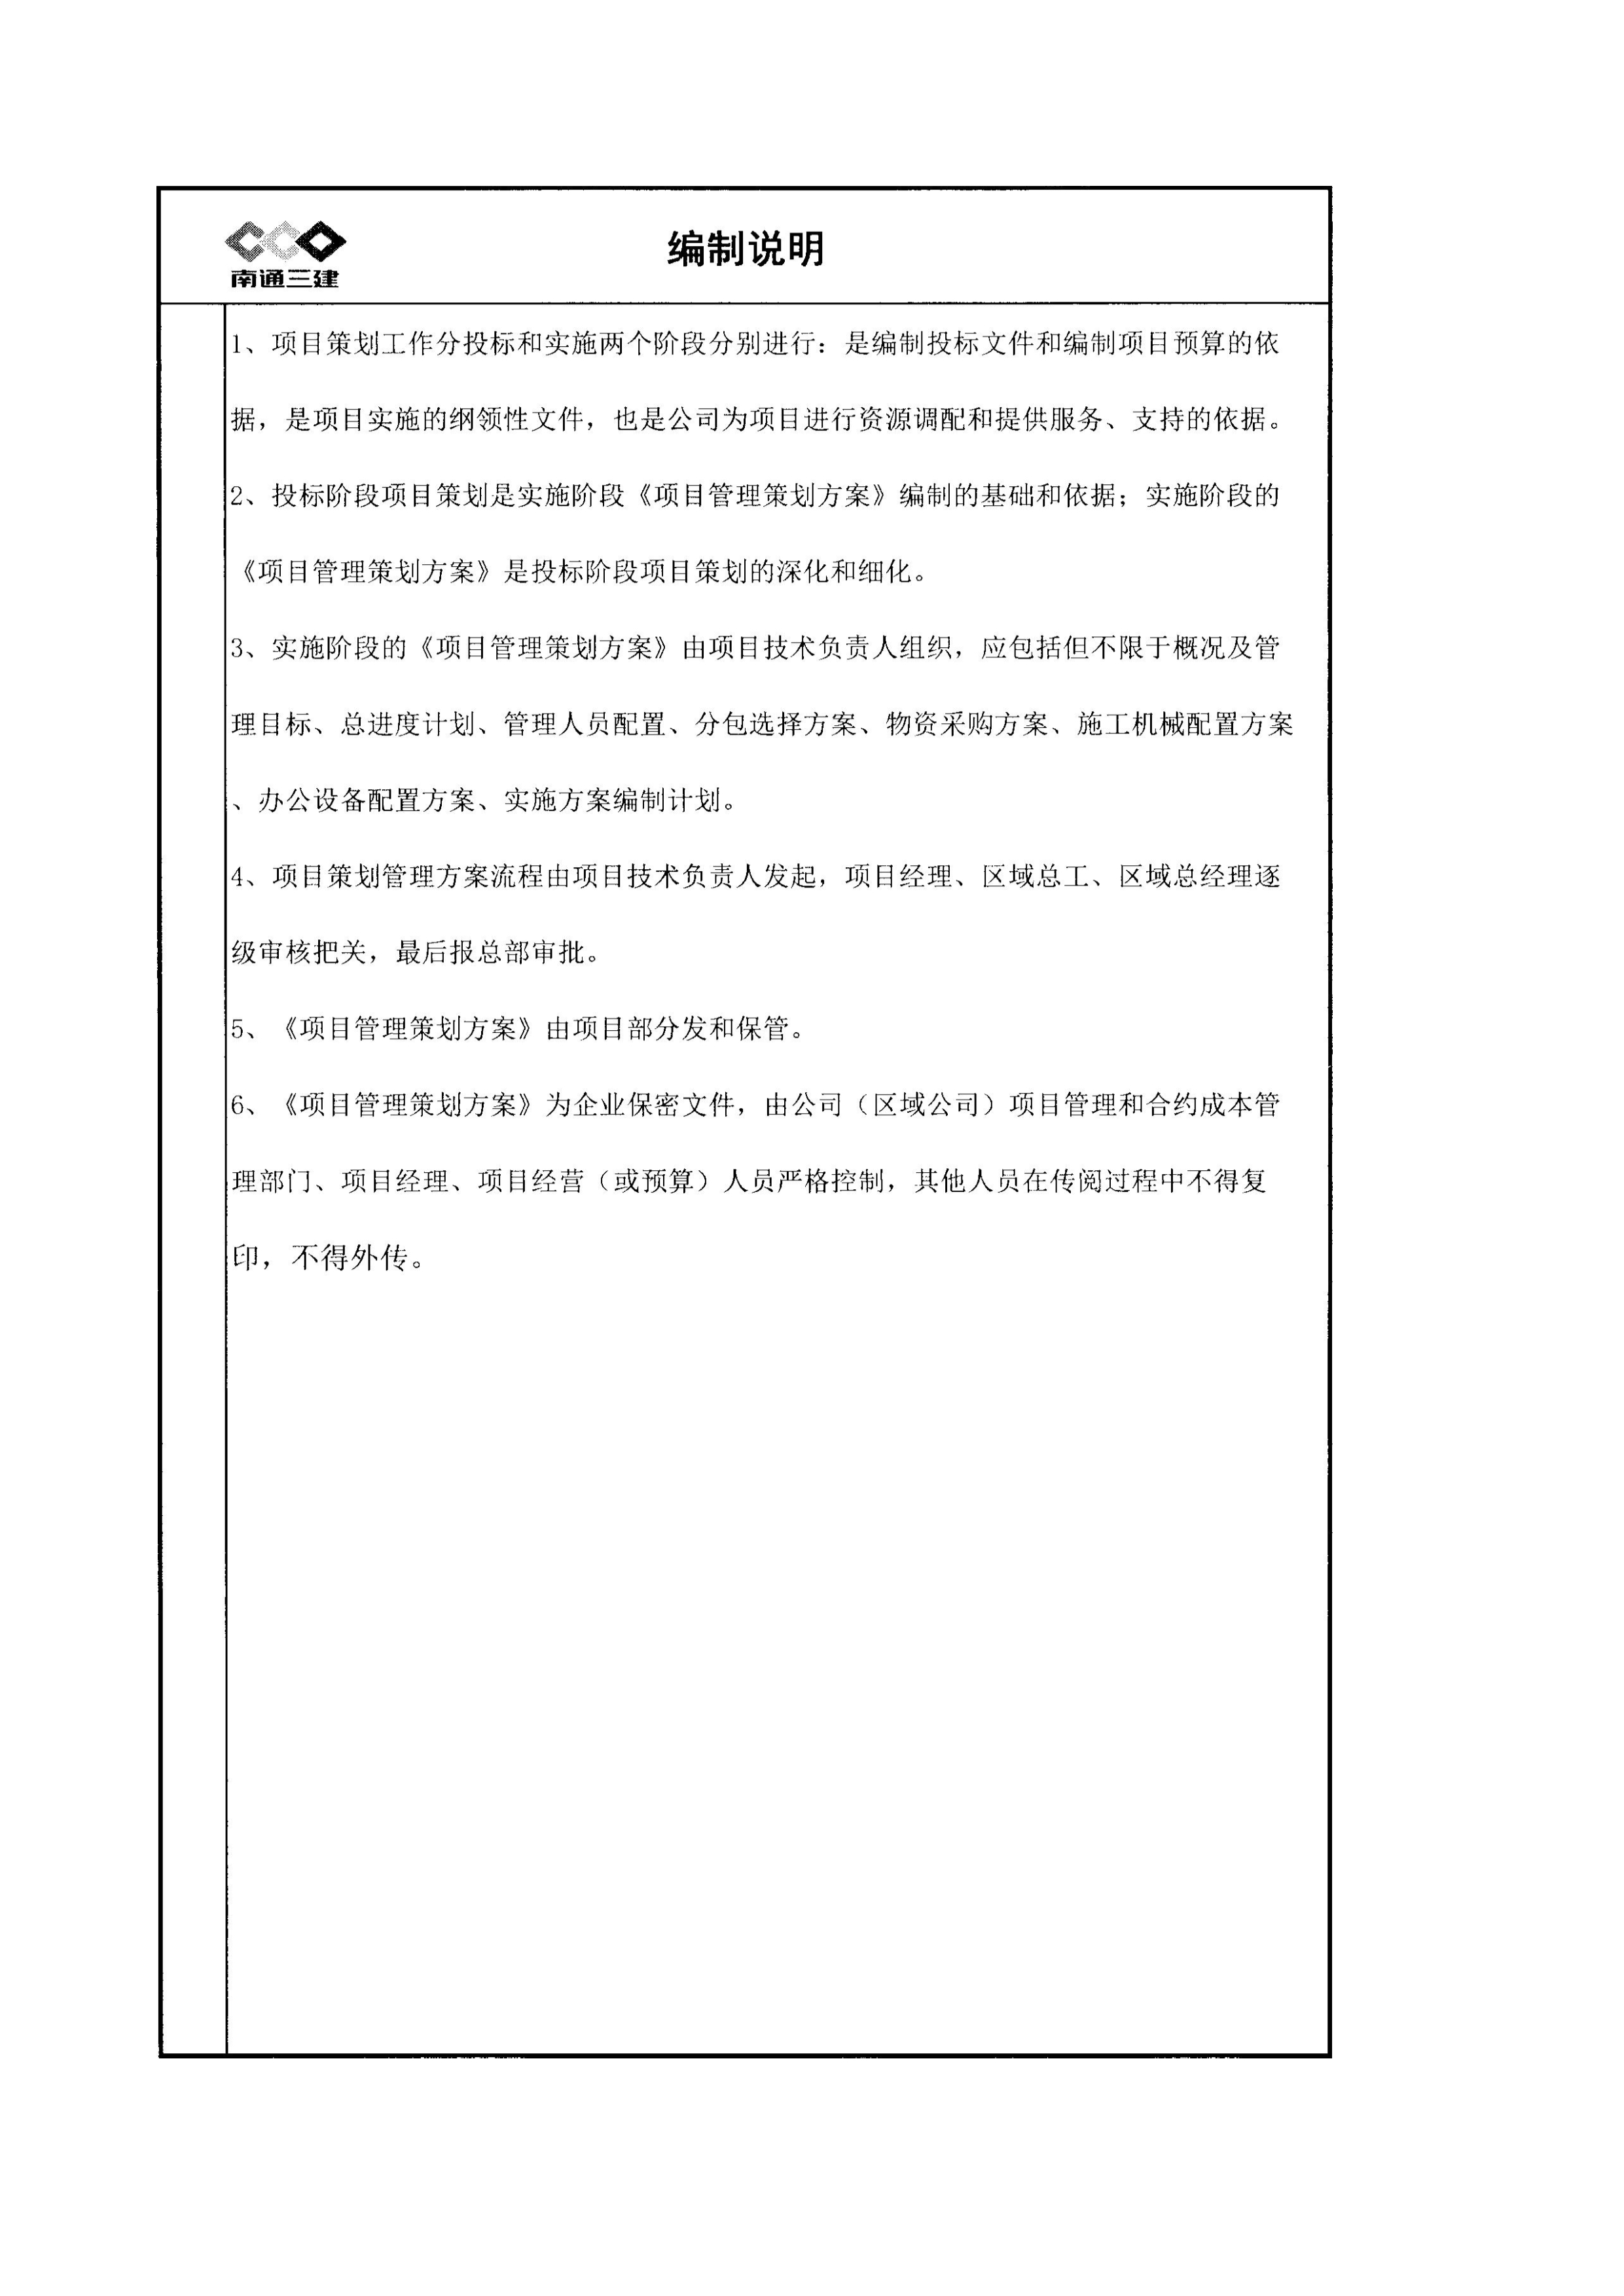 南通三建
编制说明
1、项目策划工作分投标和实施两个阶段分别进行：是编制投标文件和编制项目预算的依
据，是项目实施的纲领性文件，也是公司为项目进行资源调配和提供服务、支持的依据。
2、投标阶段项目策划是实施阶段《项目管理策划方案》编制的基础和依据；实施阶段的
《项目管理策划方案》是投标阶段项目策划的深化和细化。
3、实施阶段的《项目管理策划方案》由项目技术负责人组织，应包括但不限于概况及管
理目标、总进度计划、管理人员配置、分包选择方案、物资采购方案、施工机械配置方案
、办公设备配置方案、实施方案编制计划。
4、项目策划管理方案流程由项目技术负责人发起，项目经理、区域总工、区域总经理逐
级审核把关，最后报总部审批。
5、《项目管理策划方案》由项目部分发和保管。
6、《项目管理策划方案》为企业保密文件，由公司（区域公司）项目管理和合约成本管
理部门、项目经理、项目经营（或预算）人员严格控制，其他人员在传阅过程中不得复
印，不得外传。